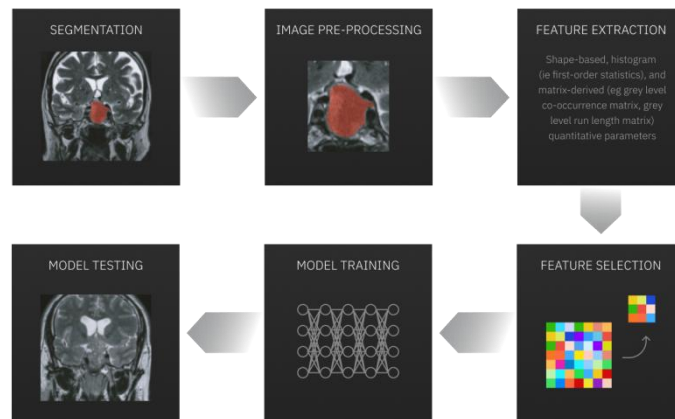 SEGMENTATION
IMAGE PRE-PROCESSING
FEATURE EXTRACTION
Shape-based, histogram
(ie first-order statistics), and
matrix-derived (eg grey level
co-occurrence matrix, grey
level run length matrix)
quantitative parameters
MODEL TESTING
MODEL TRAINING
FEATURE SELECTION